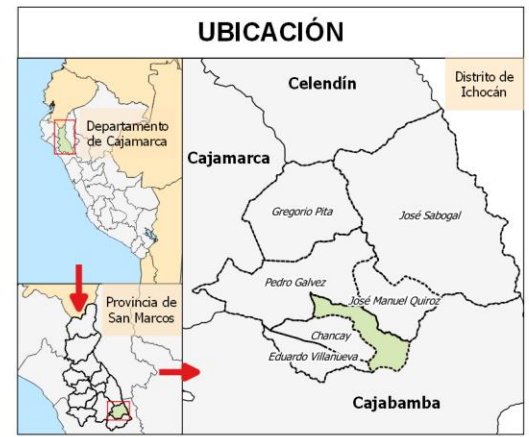 UBICACIÓN
Departamento
de Cajamarca
Provincia de
San Marcos
Distrito de
Ichocán
Celendín
Cajamarca
Gregorio Pita
José Sabogal
Pedro Galvez
José Manuel Quiroz
Chancay
Eduardo Villanueva
Cajabamba